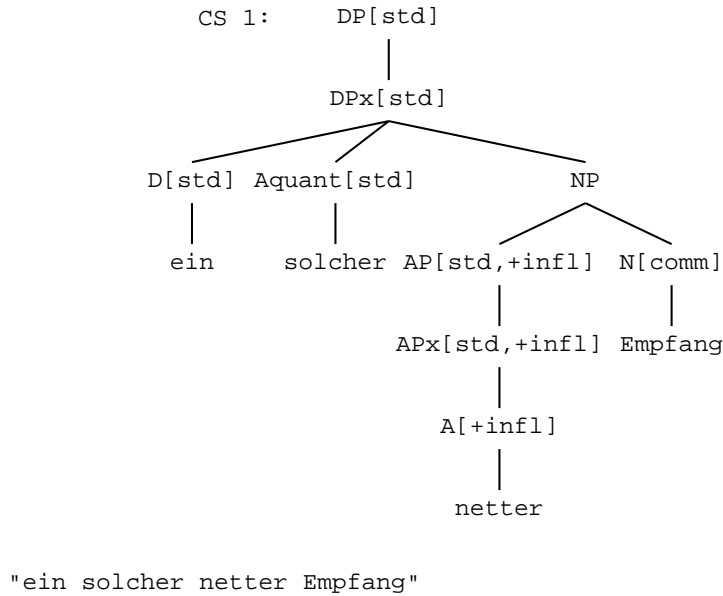 CS 1: DP[std]
DPx[std]
D[std] Aquant[std] NP
ein solcher AP[std,+infl] N[comm]
APx[std,+infl] Empfang
A[+infl]
netter
"ein solcher netter Empfang"